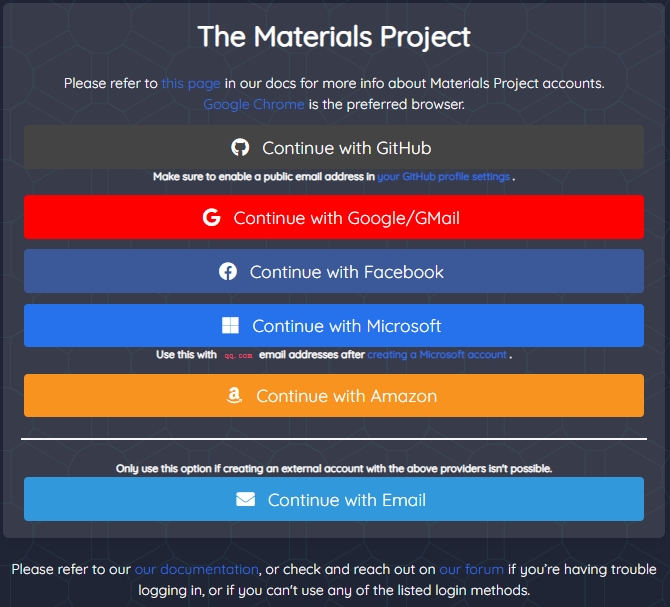 The Materials Project
Please refer to this page in our docs for more info about Materials Project accounts.
Google Chrome is the preferred browser.
Continue with GitHub
Make sure to enable a public email address in your GitHub profile settings .
Continue with Google/GMail
Continue with Facebook
Continue with Microsoft
Use this with qq.com email addresses after creating a Microsoft account .
Continue with Amazon
Only use this option if creating an external account with the above providers isn't possible.
Continue with Email
Please refer to our our documentation, or check and reach out on our forum if you’re having trouble
logging in, or if you can't use any of the listed login methods.